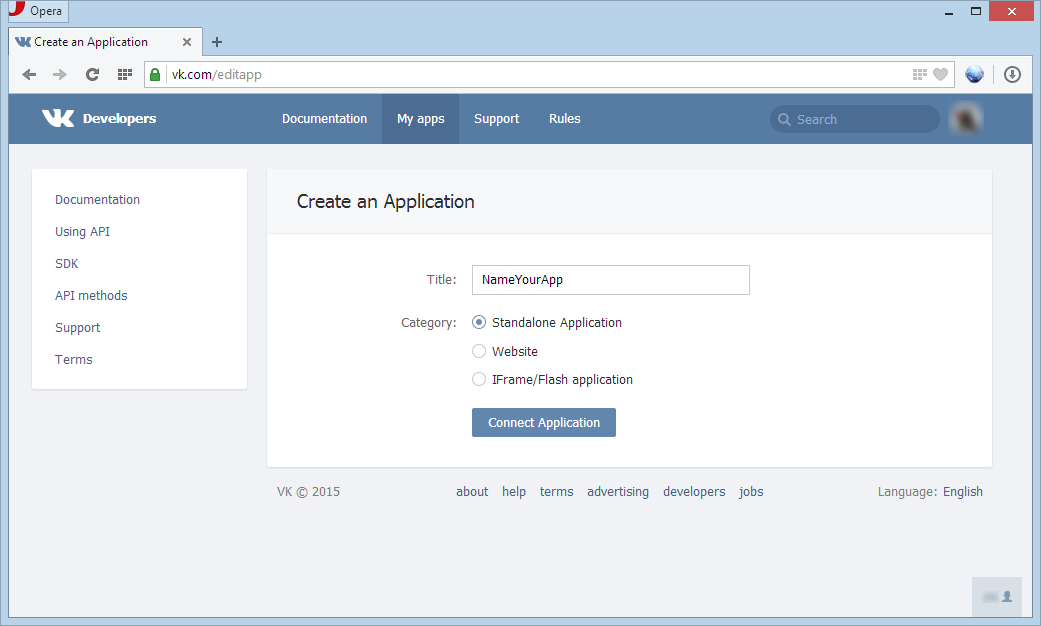 Opera
Create an Application
vk.com/editapp
VK Developers Documentation My apps Support Rules Search
Documentation
Using API
SDK
API methods
Support
Terms
Create an Application
Title: NameYourApp
Category: Standalone Application
Website
IFrame/Flash application
Connect Application
VK © 2015 about help terms advertising developers jobs Language: English